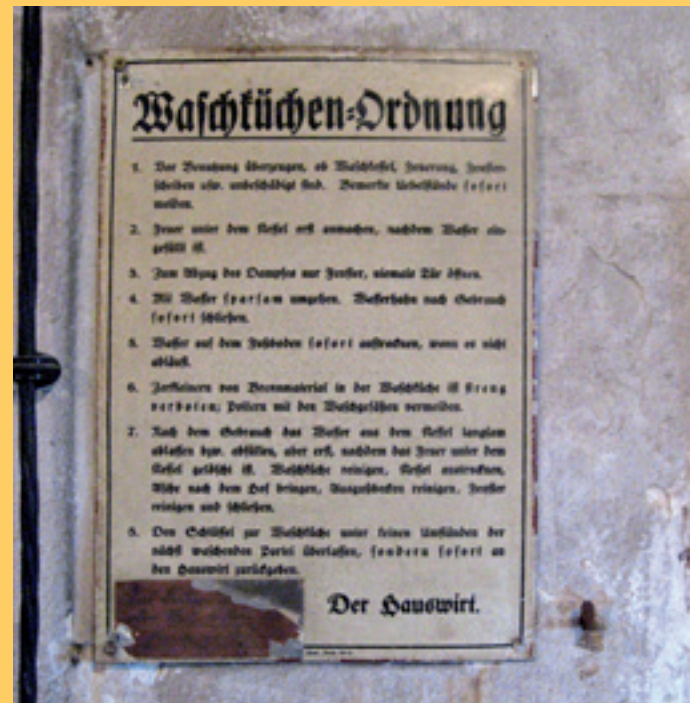 Waschküchen-Ordnung
1. Vor Benutzung überzeugen, ob Waschkessel, Feuerung, Fenster-
scheiben usw. unbeschädigt sind. Bemerkte Uebelstände sofort
melden.
2. Feuer unter dem Kessel erst anmachen, nachdem Wasser ein-
gefüllt ist.
3. Zum Abzug des Dampfes nur Fenster, niemals Tür öffnen.
4. Mit Wasser sparsam umgehen. Wasserhahn nach Gebrauch
sofort schließen.
5. Wasser auf dem Fußboden sofort auftrocknen, wenn es nicht
abläuft.
6. Zerkleinern von Brennmaterial in der Waschküche ist streng
verboten; Poltern mit den Waschgefäßen vermeiden.
7. Nach dem Gebrauch das Wasser aus dem Kessel langsam
ablassen bzw. abfüllen, aber erst, nachdem das Feuer unter dem
Kessel gelöscht ist. Waschküche reinigen, Kessel austrocknen,
Asche nach dem Hof bringen, Ausgußbecken reinigen, Fenster
reinigen und schließen.
8. Den Schlüssel zur Waschküche unter keinen Umständen der
nächst waschenden Partei überlassen, sondern sofort an
den Hauswirt zurückgeben.
Der Hauswirt.